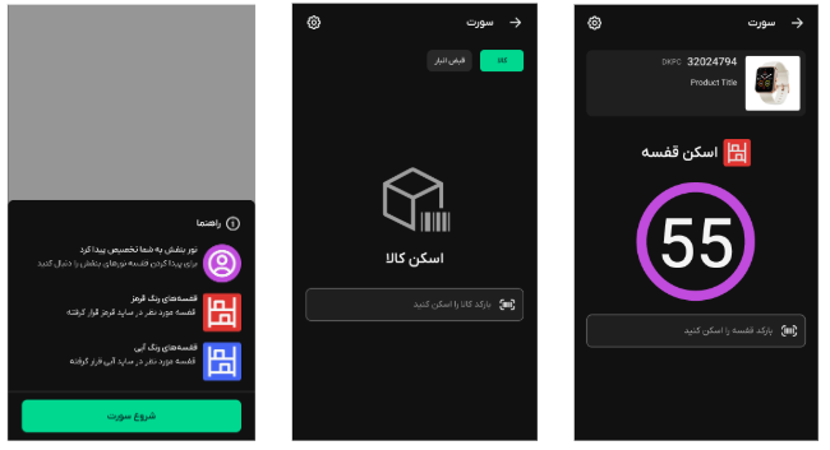 راهنما
نور بنفش به شما تخصیص پیدا کرد
برای پیدا کردن قفسه نورهای بنفش را دنبال کنید
قفسه‌های رنگ قرمز
قفسه مورد نظر در ساید قرمز قرار گرفته
قفسه‌های رنگ آبی
قفسه مورد نظر در ساید آبی قرار گرفته
شروع سورت
سورت
کالا
قبض انبار
اسکن کالا
بارکد کالا را اسکن کنید
سورت
DKPC 32024794
Product Title
اسکن قفسه
55
بارکد قفسه را اسکن کنید